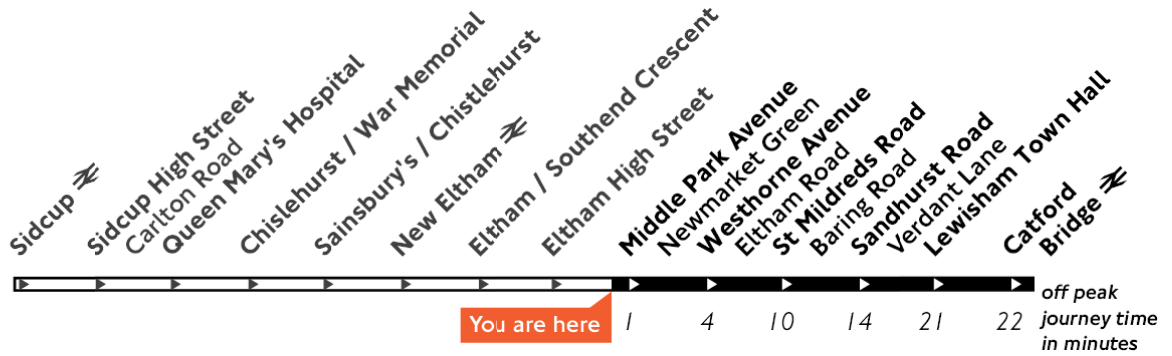 Sidcup
Sidcup High Street
Carlton Road
Queen Mary's Hospital
Chislehurst / War Memorial
Sainsbury's / Chistlehurst
New Eltham
Eltham / Southend Crescent
Eltham High Street
Middle Park Avenue
Newmarket Green
Westhorne Avenue
Eltham Road
St Mildreds Road
Baring Road
Sandhurst Road
Verdant Lane
Lewisham Town Hall
Catford
Bridge
You are here
1 4 10 14 21 22
off peak
journey time
in minutes